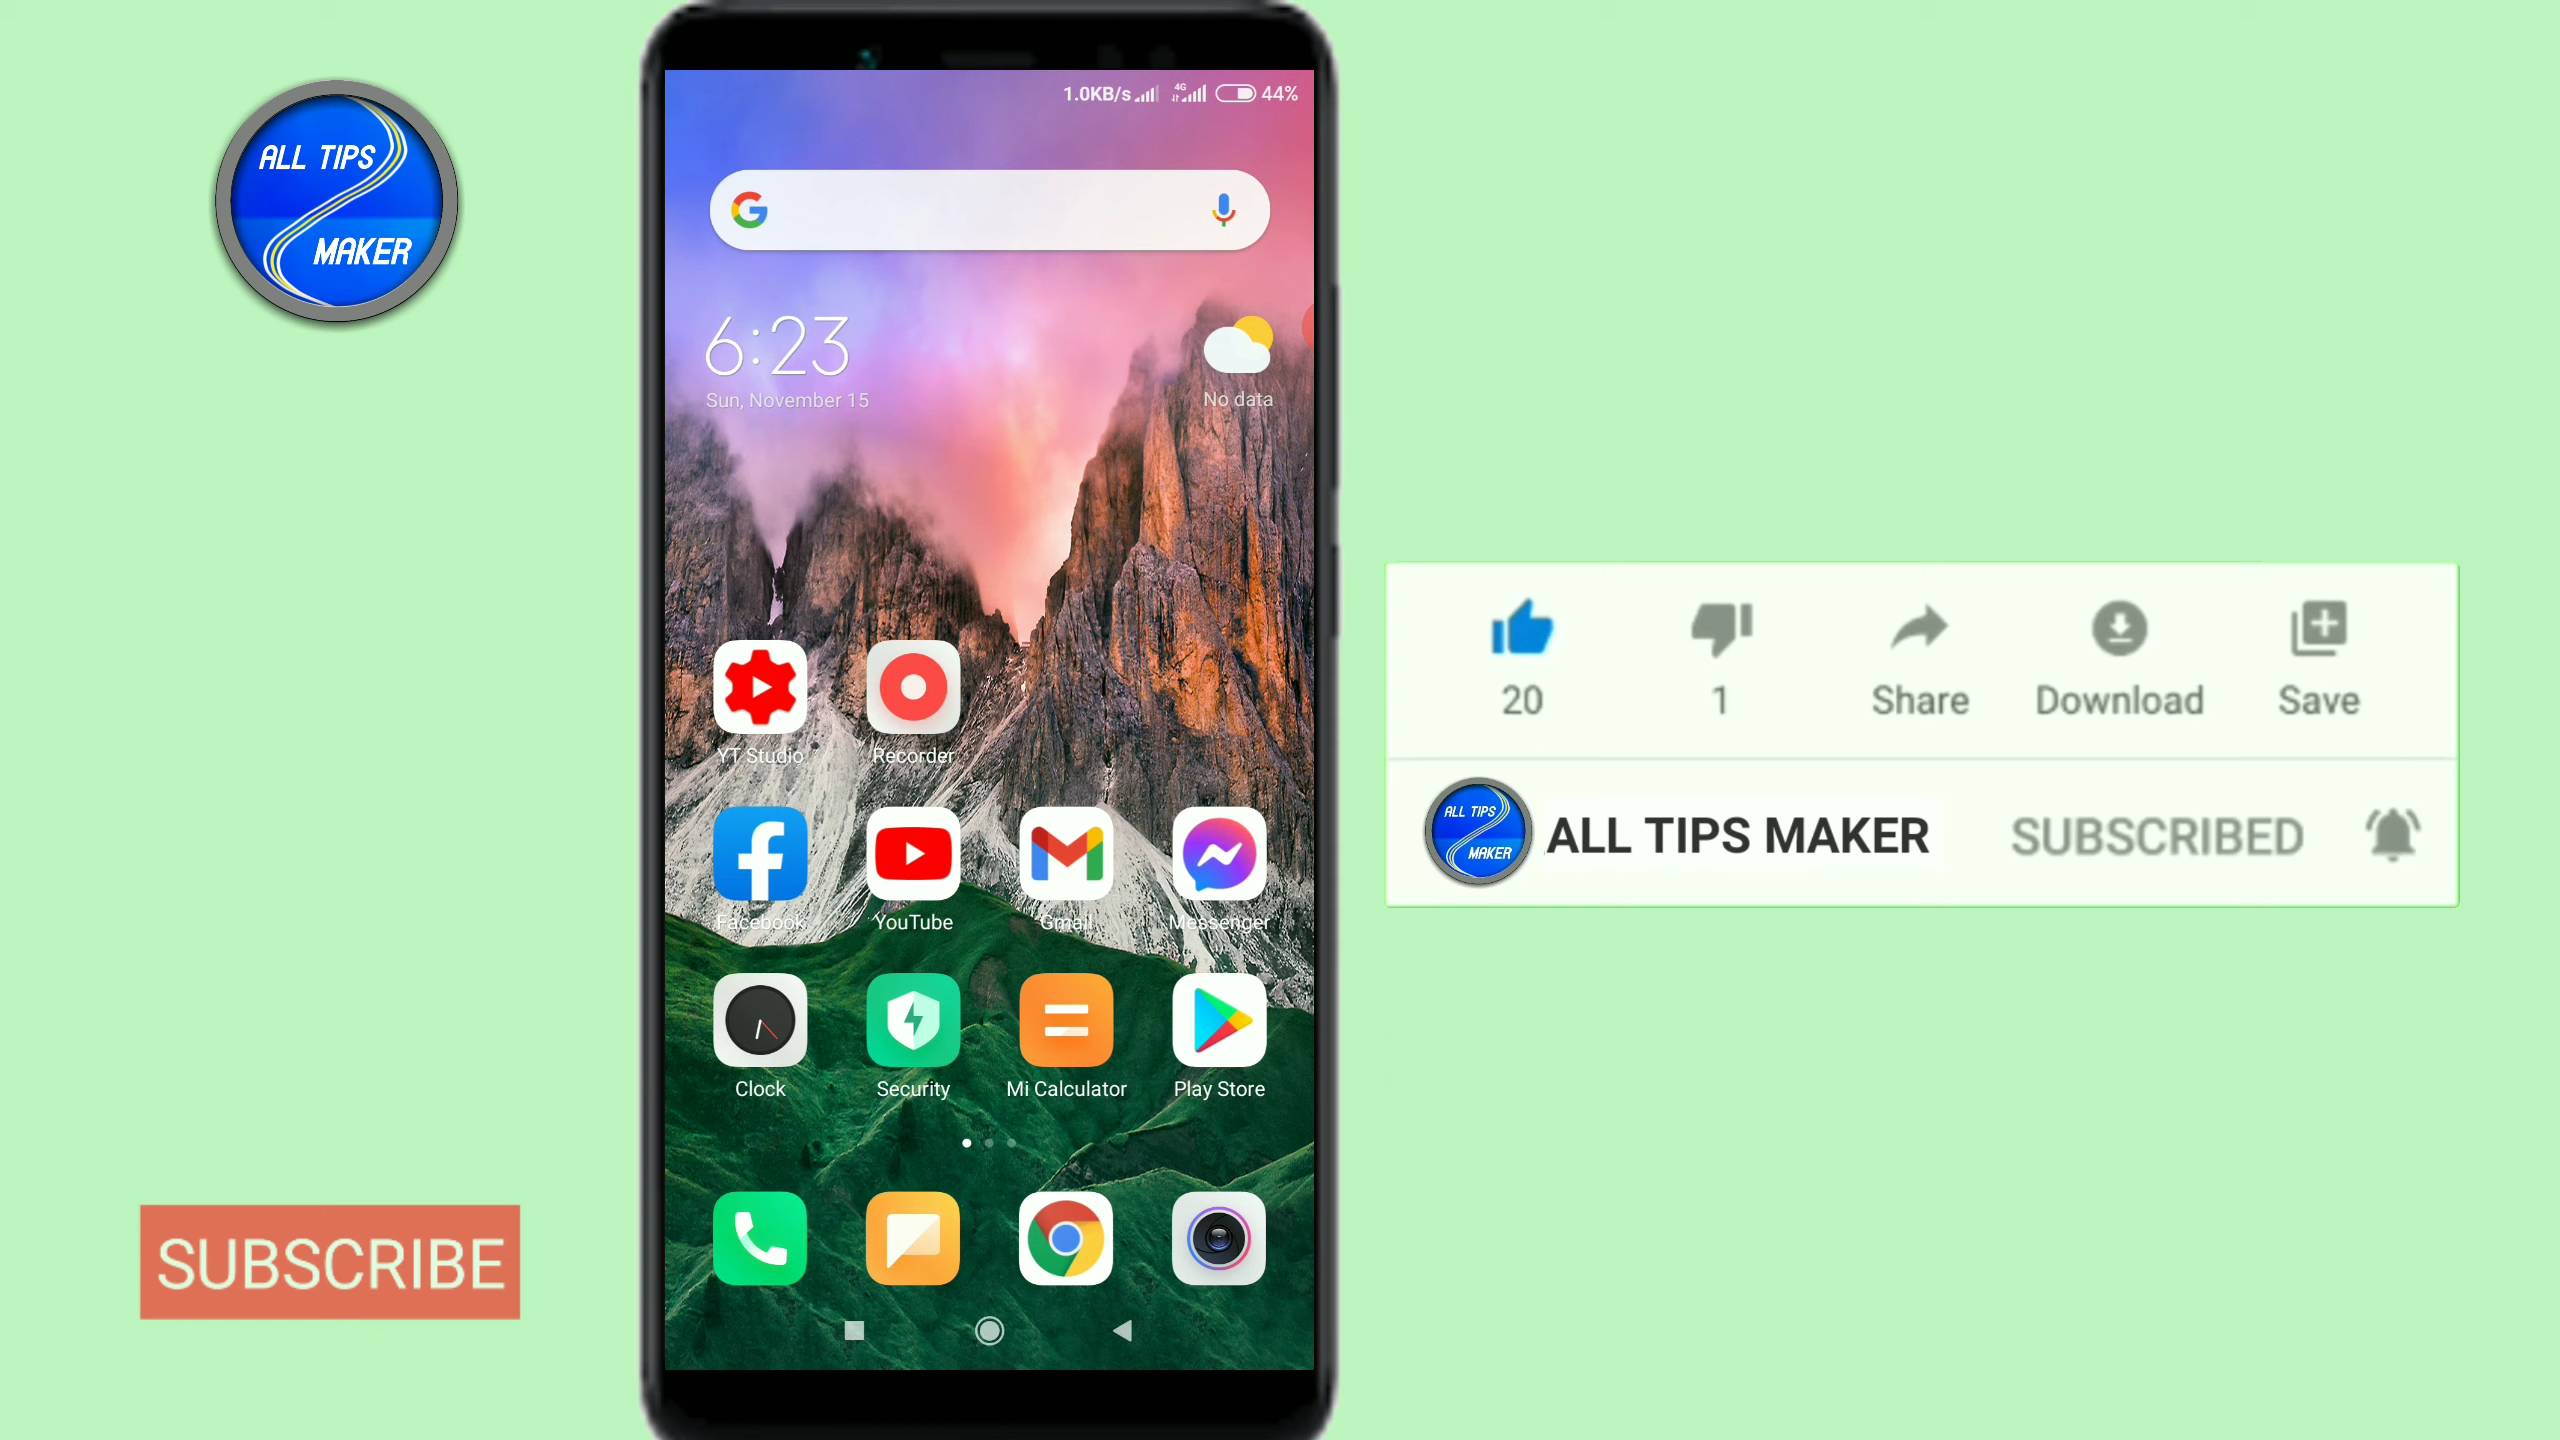 ALL TIPS
MAKER
1.0KB/s 4G 44%
6:23
Sun, November 15
No data
YT Studio Recorder
Facebook YouTube Gmail Messenger
Clock Security Mi Calculator Play Store
20 1 Share Download Save
ALL TIPS
MAKER
ALL TIPS MAKER SUBSCRIBED
SUBSCRIBE